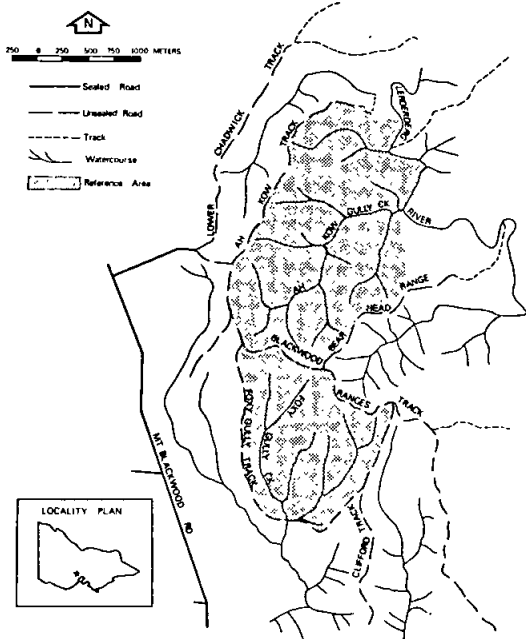 N
250 0 250 500 750 1000 METERS
Sealed Road
Unsealed Road
Track
Watercourse
Reference Area
LOWER CHADWICK TRACK
LERDERDERG
RIVER
AH KOW TRACK
AH KOW GULLY CK
BEAR HEAD RANGE
BLACKWOOD RANGES TRACK
FOXY GULLY TRACK
FOXY GULLY CK
CLIFFORD TRACK
MT BLACKWOOD RD
LOCALITY PLAN